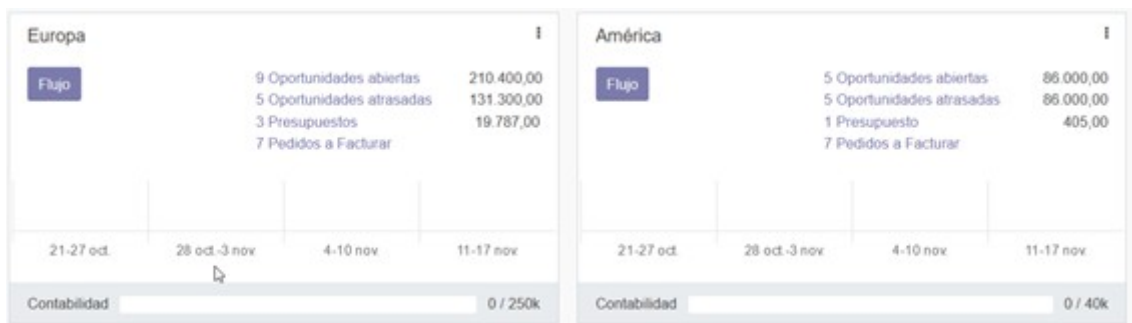 Europa
Flujo
9 Oportunidades abiertas 210.400,00
5 Oportunidades atrasadas 131.300,00
3 Presupuestos 19.787,00
7 Pedidos a Facturar
21-27 oct. 28 oct.-3 nov. 4-10 nov. 11-17 nov.
Contabilidad 0 / 250k
América
Flujo
5 Oportunidades abiertas 86.000,00
5 Oportunidades atrasadas 86.000,00
1 Presupuesto 405,00
7 Pedidos a Facturar
21-27 oct. 28 oct.-3 nov. 4-10 nov. 11-17 nov.
Contabilidad 0 / 40k